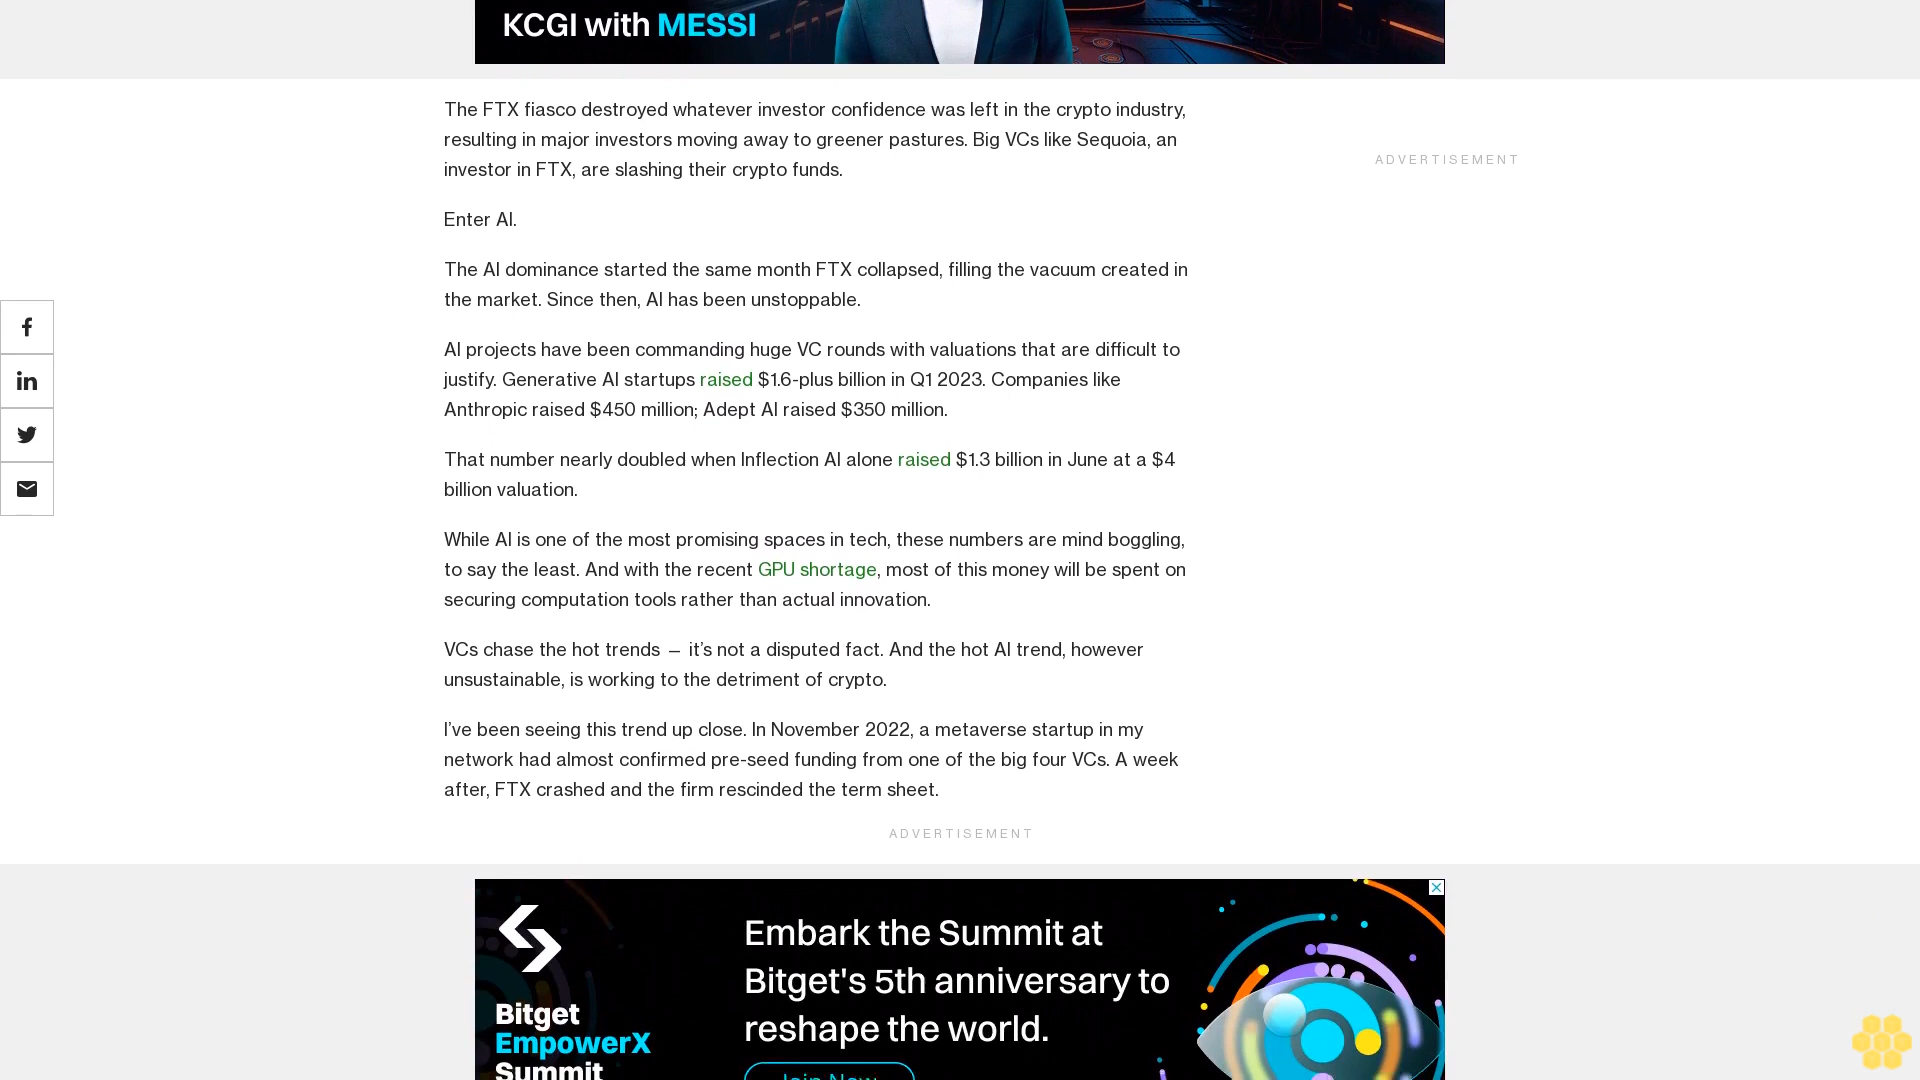 KCGI with MESSI
The FTX fiasco destroyed whatever investor confidence was left in the crypto industry,
resulting in major investors moving away to greener pastures. Big VCs like Sequoia, an
investor in FTX, are slashing their crypto funds.
ADVERTISEMENT
Enter AI.
The AI dominance started the same month FTX collapsed, filling the vacuum created in
the market. Since then, AI has been unstoppable.
AI projects have been commanding huge VC rounds with valuations that are difficult to
justify. Generative AI startups raised $1.6-plus billion in Q1 2023. Companies like
Anthropic raised $450 million; Adept AI raised $350 million.
That number nearly doubled when Inflection AI alone raised $1.3 billion in June at a $4
billion valuation.
While AI is one of the most promising spaces in tech, these numbers are mind boggling,
to say the least. And with the recent GPU shortage, most of this money will be spent on
securing computation tools rather than actual innovation.
VCs chase the hot trends — it’s not a disputed fact. And the hot AI trend, however
unsustainable, is working to the detriment of crypto.
I’ve been seeing this trend up close. In November 2022, a metaverse startup in my
network had almost confirmed pre-seed funding from one of the big four VCs. A week
after, FTX crashed and the firm rescinded the term sheet.
ADVERTISEMENT
Bitget
EmpowerX
Summit
Embark the Summit at
Bitget's 5th anniversary to
reshape the world.
Join Now